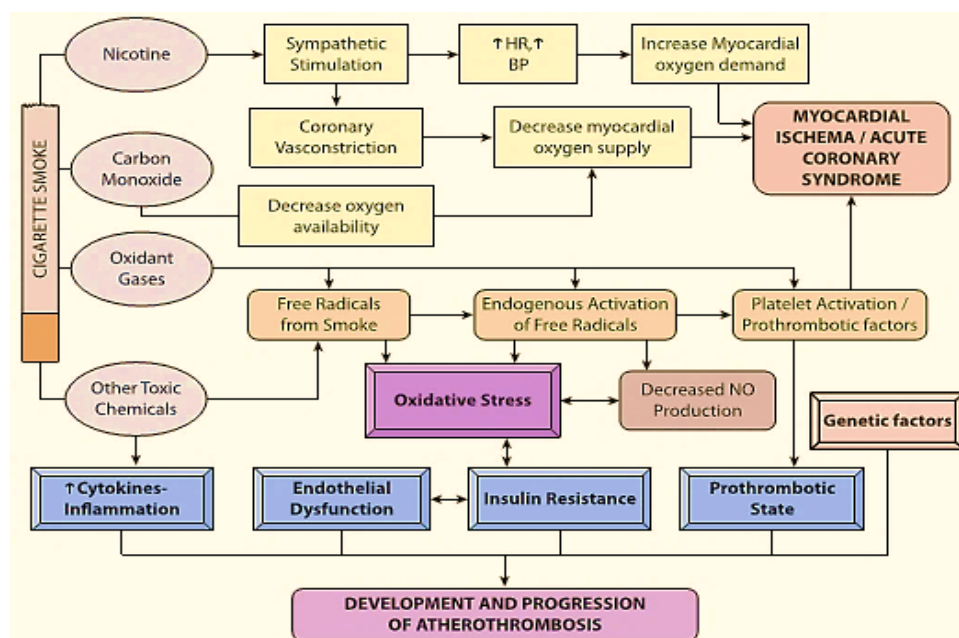 Nicotine
Sympathetic
Stimulation
↑HR,↑
BP
Increase Myocardial
oxygen demand
CIGARETTE SMOKE
Carbon
Monoxide
Coronary
Vasconstriction
Decrease myocardial
oxygen supply
MYOCARDIAL
ISCHEMA / ACUTE
CORONARY
SYNDROME
Decrease oxygen
availability
Oxidant
Gases
Free Radicals
from Smoke
Endogenous Activation
of Free Radicals
Platelet Activation /
Prothrombotic factors
Other Toxic
Chemicals
Oxidative Stress
Decreased NO
Production
Genetic factors
↑Cytokines-
Inflammation
Endothelial
Dysfunction
Insulin Resistance
Prothrombotic
State
DEVELOPMENT AND PROGRESSION
OF ATHEROTHROMBOSIS